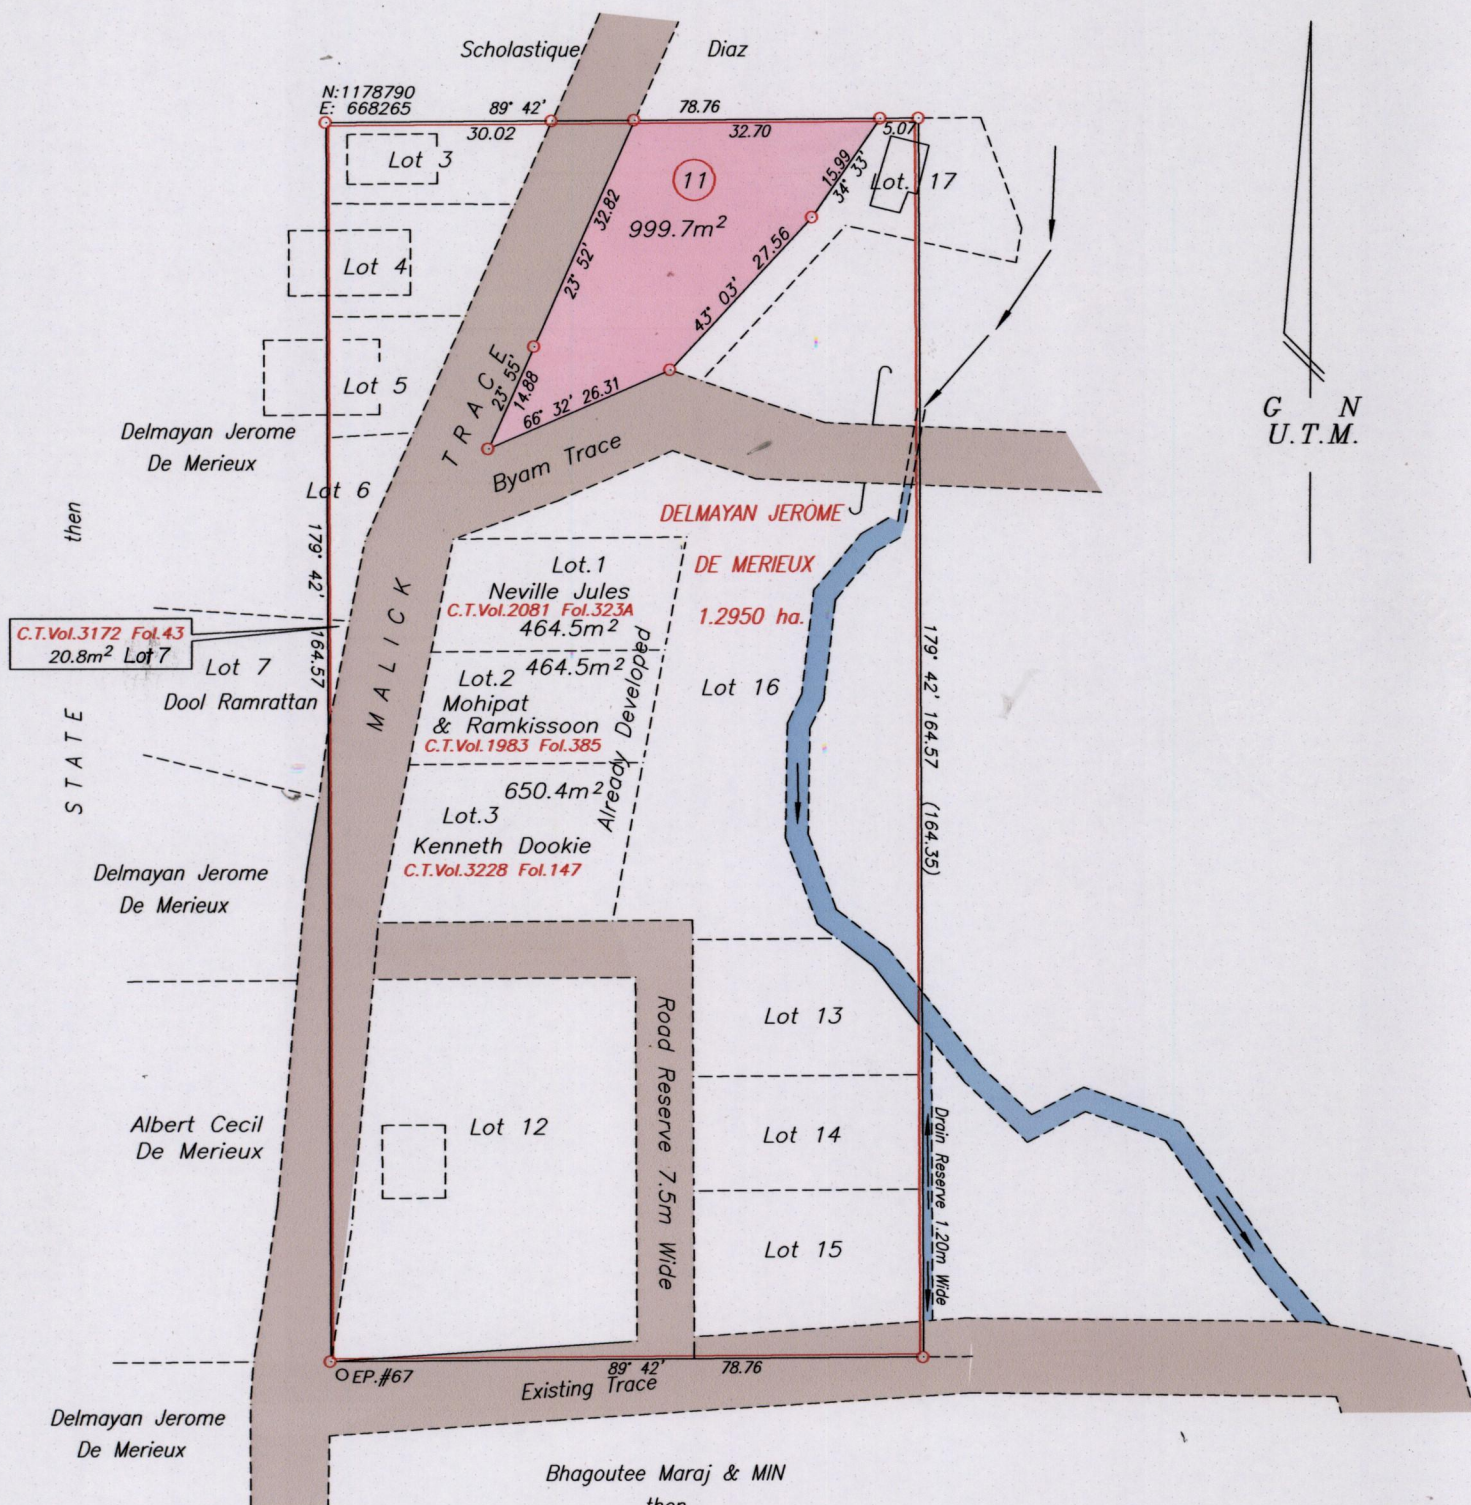 Scholastique Diaz
N:1178790
E: 668265
89° 42' 78.76
30.02
32.70
5.07
Lot 3
11
999.7m²
15.99
34° 33'
Lot. 17
32.82
23° 52'
27.56
43° 03'
Lot 4
Lot 5
23° 55'
14.88
66° 32' 26.31
TRACE
Byam Trace
G N
U.T.M.
Delmayan Jerome
De Merieux
Lot 6
then
179° 42'
164.57
DELMAYAN JEROME
DE MERIEUX
1.2950 ha.
Lot.1
Neville Jules
C.T.Vol.2081 Fol.323A
464.5m²
C.T.Vol.3172 Fol.43
20.8m² Lot 7
Lot 7
Dool Ramrattan
MALICK
Lot.2 464.5m²
Mohipat
& Ramkissoon
C.T.Vol.1983 Fol.385
Already Developed
Lot 16
179° 42' 164.57 (164.35)
STATE
650.4m²
Lot.3
Kenneth Dookie
C.T.Vol.3228 Fol.147
Delmayan Jerome
De Merieux
Lot 13
Road Reserve 7.5m Wide
Albert Cecil
De Merieux
Lot 12
Lot 14
Drain Reserve 1.20m Wide
Lot 15
EP.#67
89° 42' 78.76
Existing Trace
Delmayan Jerome
De Merieux
Bhagoutee Maraj & MIN
then